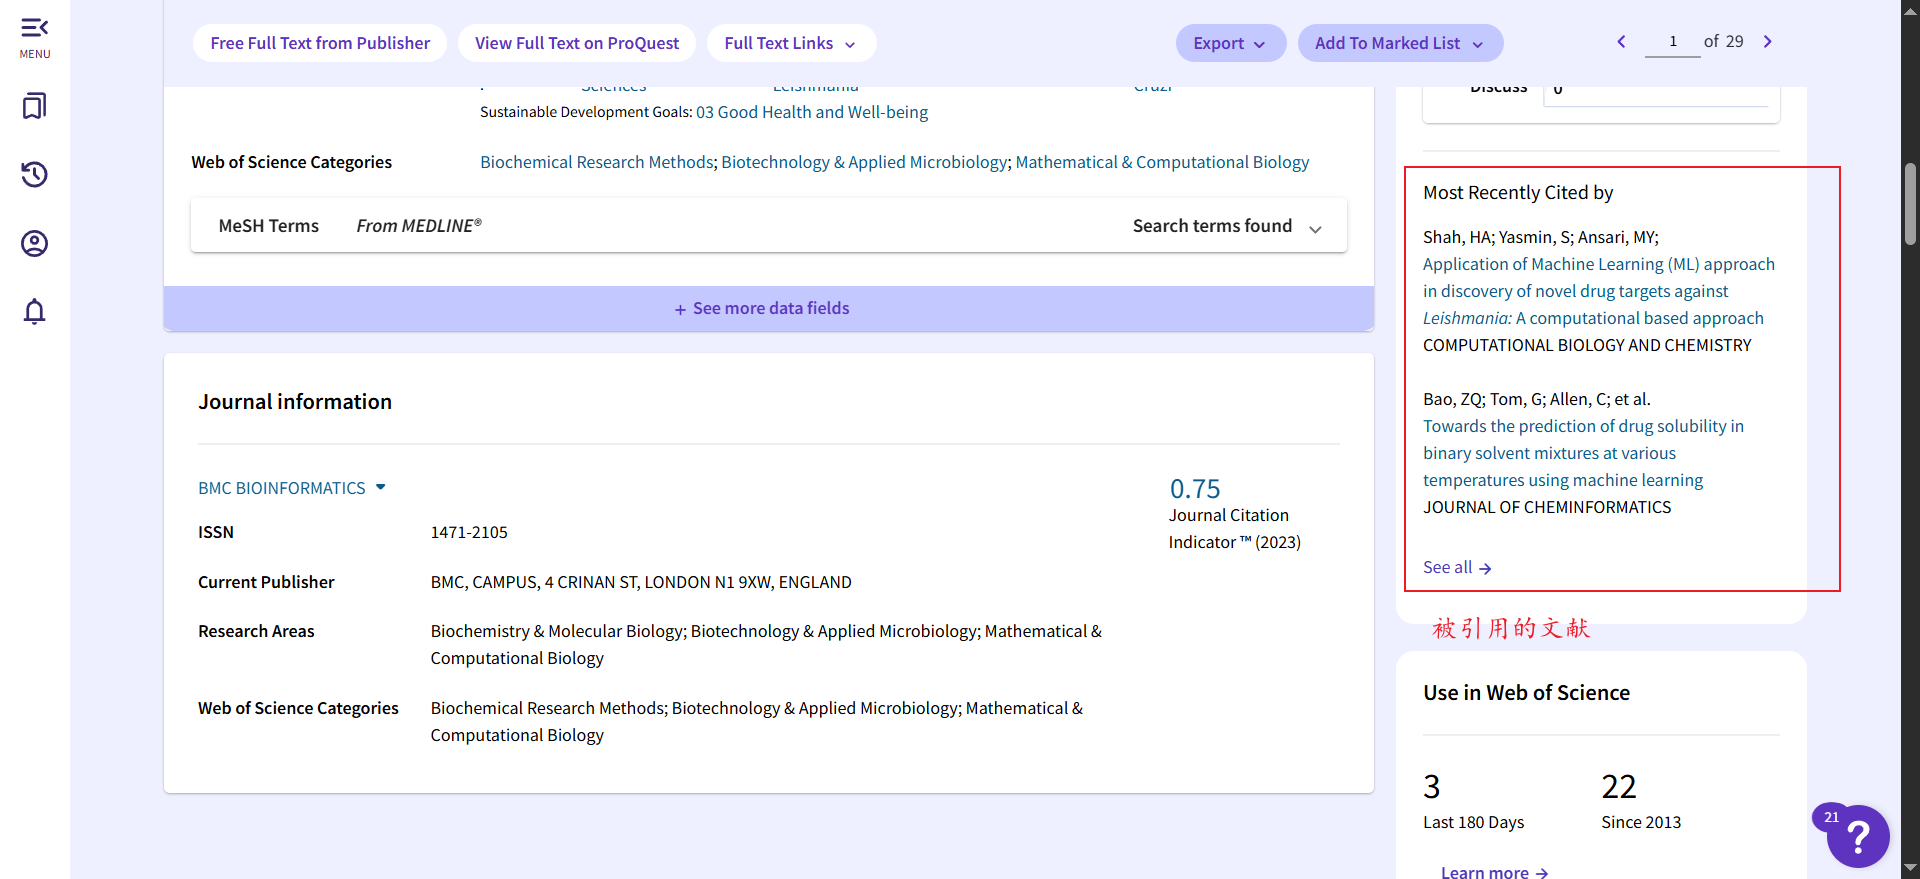 MENU
Free Full Text from Publisher
View Full Text on ProQuest
Full Text Links
Export
Add To Marked List
1 of 29
Sciences Leishmania Cruzi
Sustainable Development Goals: 03 Good Health and Well-being
Web of Science Categories
Biochemical Research Methods; Biotechnology & Applied Microbiology; Mathematical & Computational Biology
MeSH Terms From MEDLINE® Search terms found
+ See more data fields
Journal information
BMC BIOINFORMATICS
0.75
Journal Citation
Indicator ™ (2023)
ISSN 1471-2105
Current Publisher BMC, CAMPUS, 4 CRINAN ST, LONDON N1 9XW, ENGLAND
Research Areas Biochemistry & Molecular Biology; Biotechnology & Applied Microbiology; Mathematical &
Computational Biology
Web of Science Categories Biochemical Research Methods; Biotechnology & Applied Microbiology; Mathematical &
Computational Biology
Discuss 0
Most Recently Cited by
Shah, HA; Yasmin, S; Ansari, MY;
Application of Machine Learning (ML) approach
in discovery of novel drug targets against
Leishmania: A computational based approach
COMPUTATIONAL BIOLOGY AND CHEMISTRY
Bao, ZQ; Tom, G; Allen, C; et al.
Towards the prediction of drug solubility in
binary solvent mixtures at various
temperatures using machine learning
JOURNAL OF CHEMINFORMATICS
See all →
被引用的文献
Use in Web of Science
3 22
Last 180 Days Since 2013
Learn more →
21
?